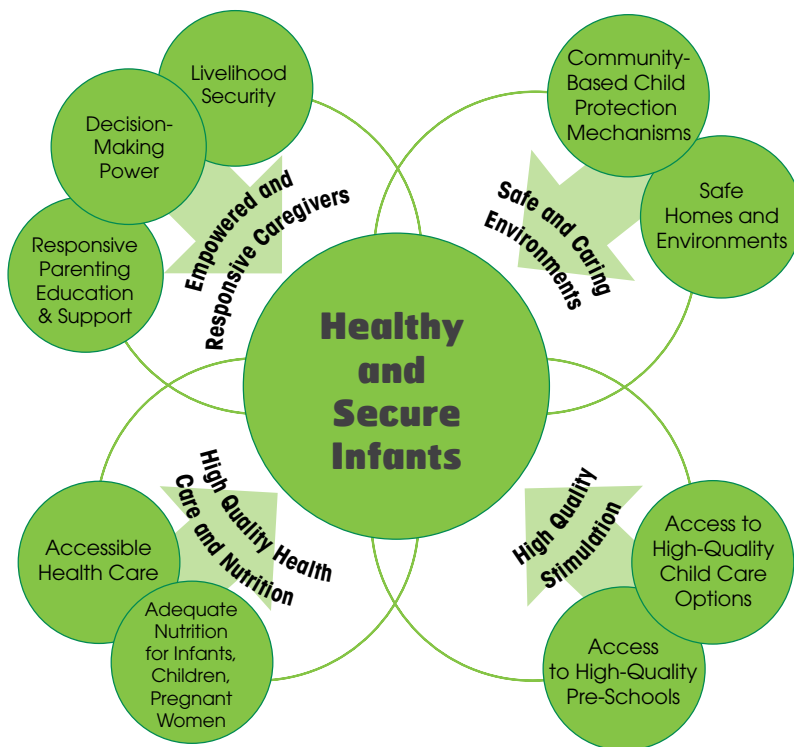 Livelihood
Security
Decision-
Making
Power
Responsive
Parenting
Education
& Support
Empowered and
Responsive Caregivers
Community-
Based Child
Protection
Mechanisms
Safe
Homes and
Environments
Safe and Caring
Environments
Healthy
and
Secure
Infants
Accessible
Health Care
Adequate
Nutrition
for Infants,
Children,
Pregnant
Women
High Quality Health
Care and Nutrition
High Quality
Stimulation
Access to
High-Quality
Child Care
Options
Access
to High-Quality
Pre-Schools